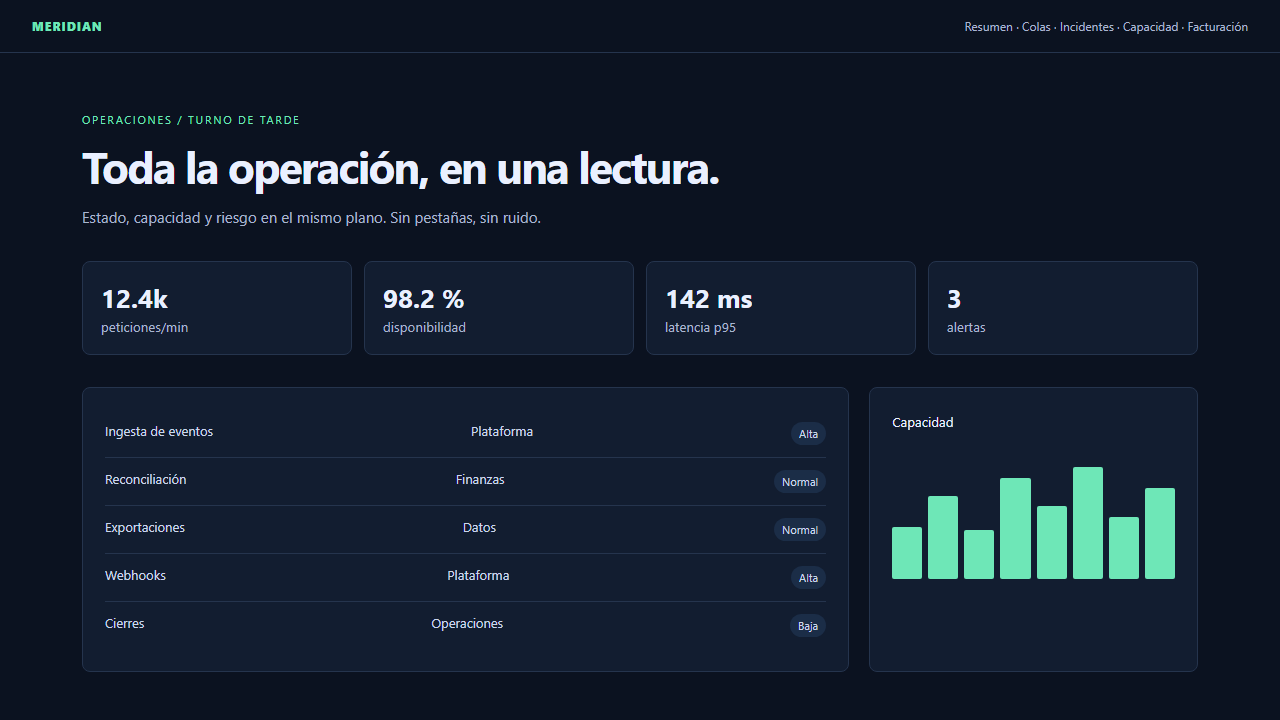 MERIDIAN
Resumen · Colas · Incidentes · Capacidad · Facturación
OPERACIONES / TURNO DE TARDE
Toda la operación, en una lectura.
Estado, capacidad y riesgo en el mismo plano. Sin pestañas, sin ruido.
12.4k
peticiones/min
98.2 %
disponibilidad
142 ms
latencia p95
3
alertas
Ingesta de eventos Plataforma Alta
Reconciliación Finanzas Normal
Exportaciones Datos Normal
Webhooks Plataforma Alta
Cierres Operaciones Baja
Capacidad